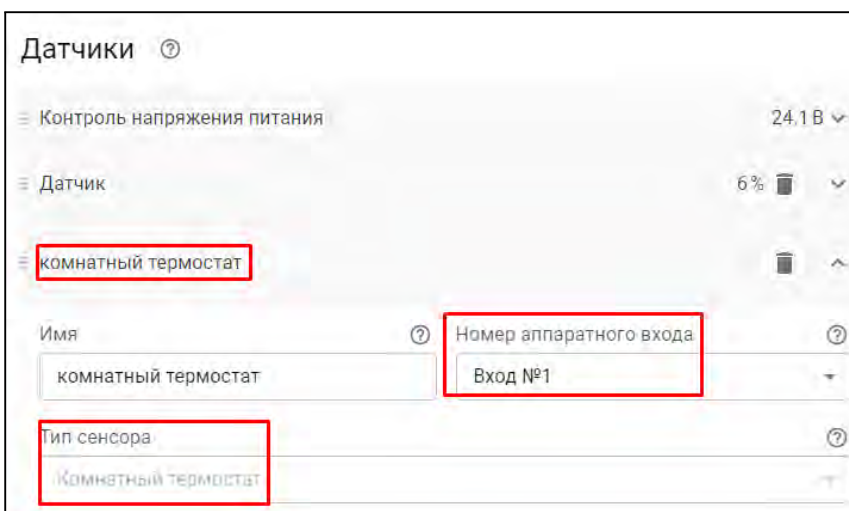 Датчики
Контроль напряжения питания 24.1 В
Датчик 6%
комнатный термостат
Имя Номер аппаратного входа
комнатный термостат Вход №1
Тип сенсора
Комнатный термостат